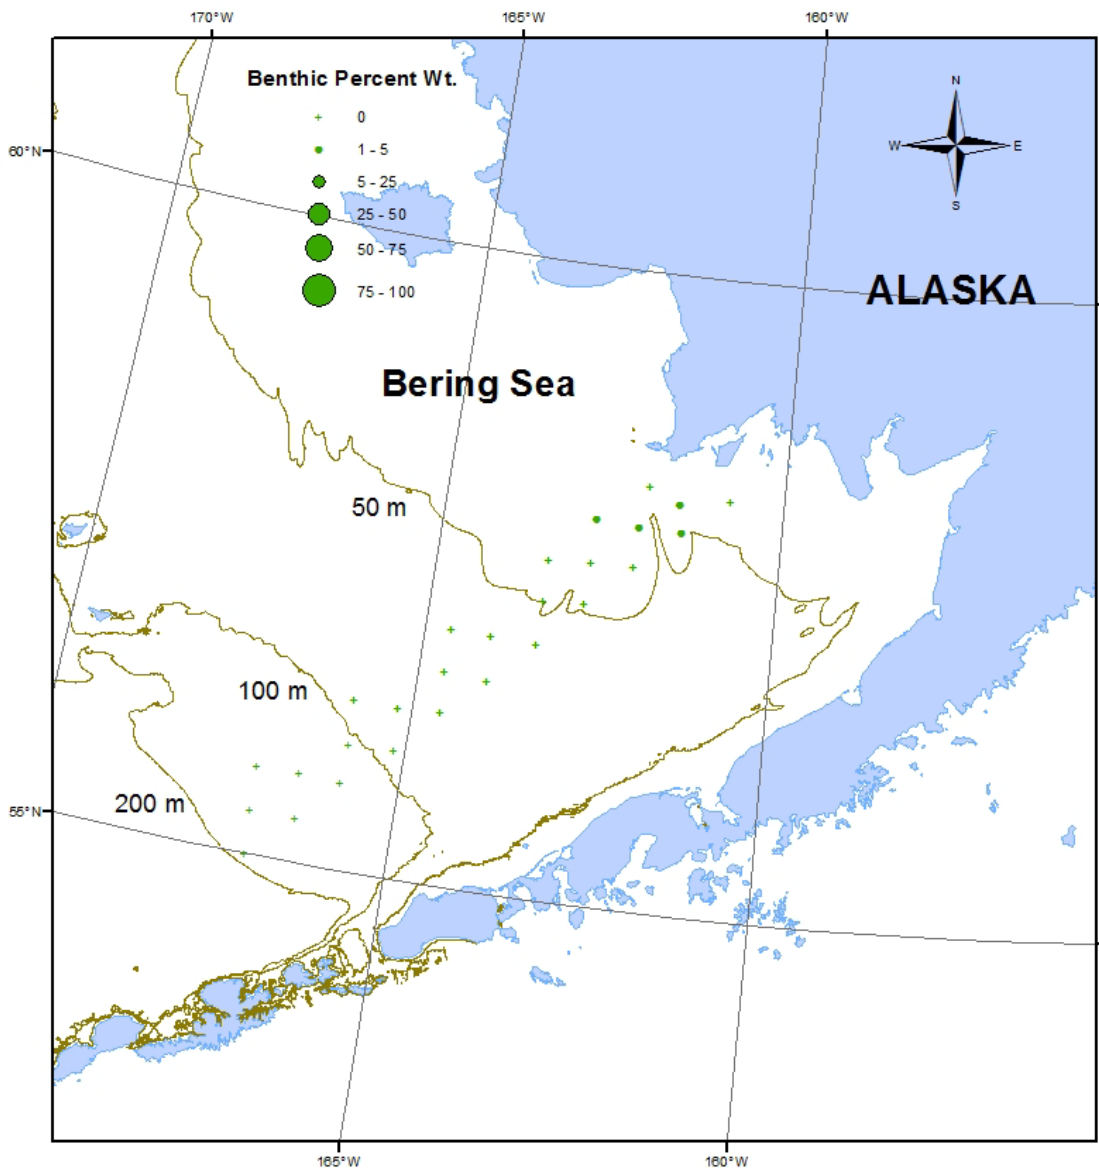 170°W 165°W 160°W
Benthic Percent Wt.
0
1 - 5
5 - 25
25 - 50
50 - 75
75 - 100
N
W E
S
60°N
ALASKA
Bering Sea
50 m
100 m
200 m
55°N
165°W 160°W